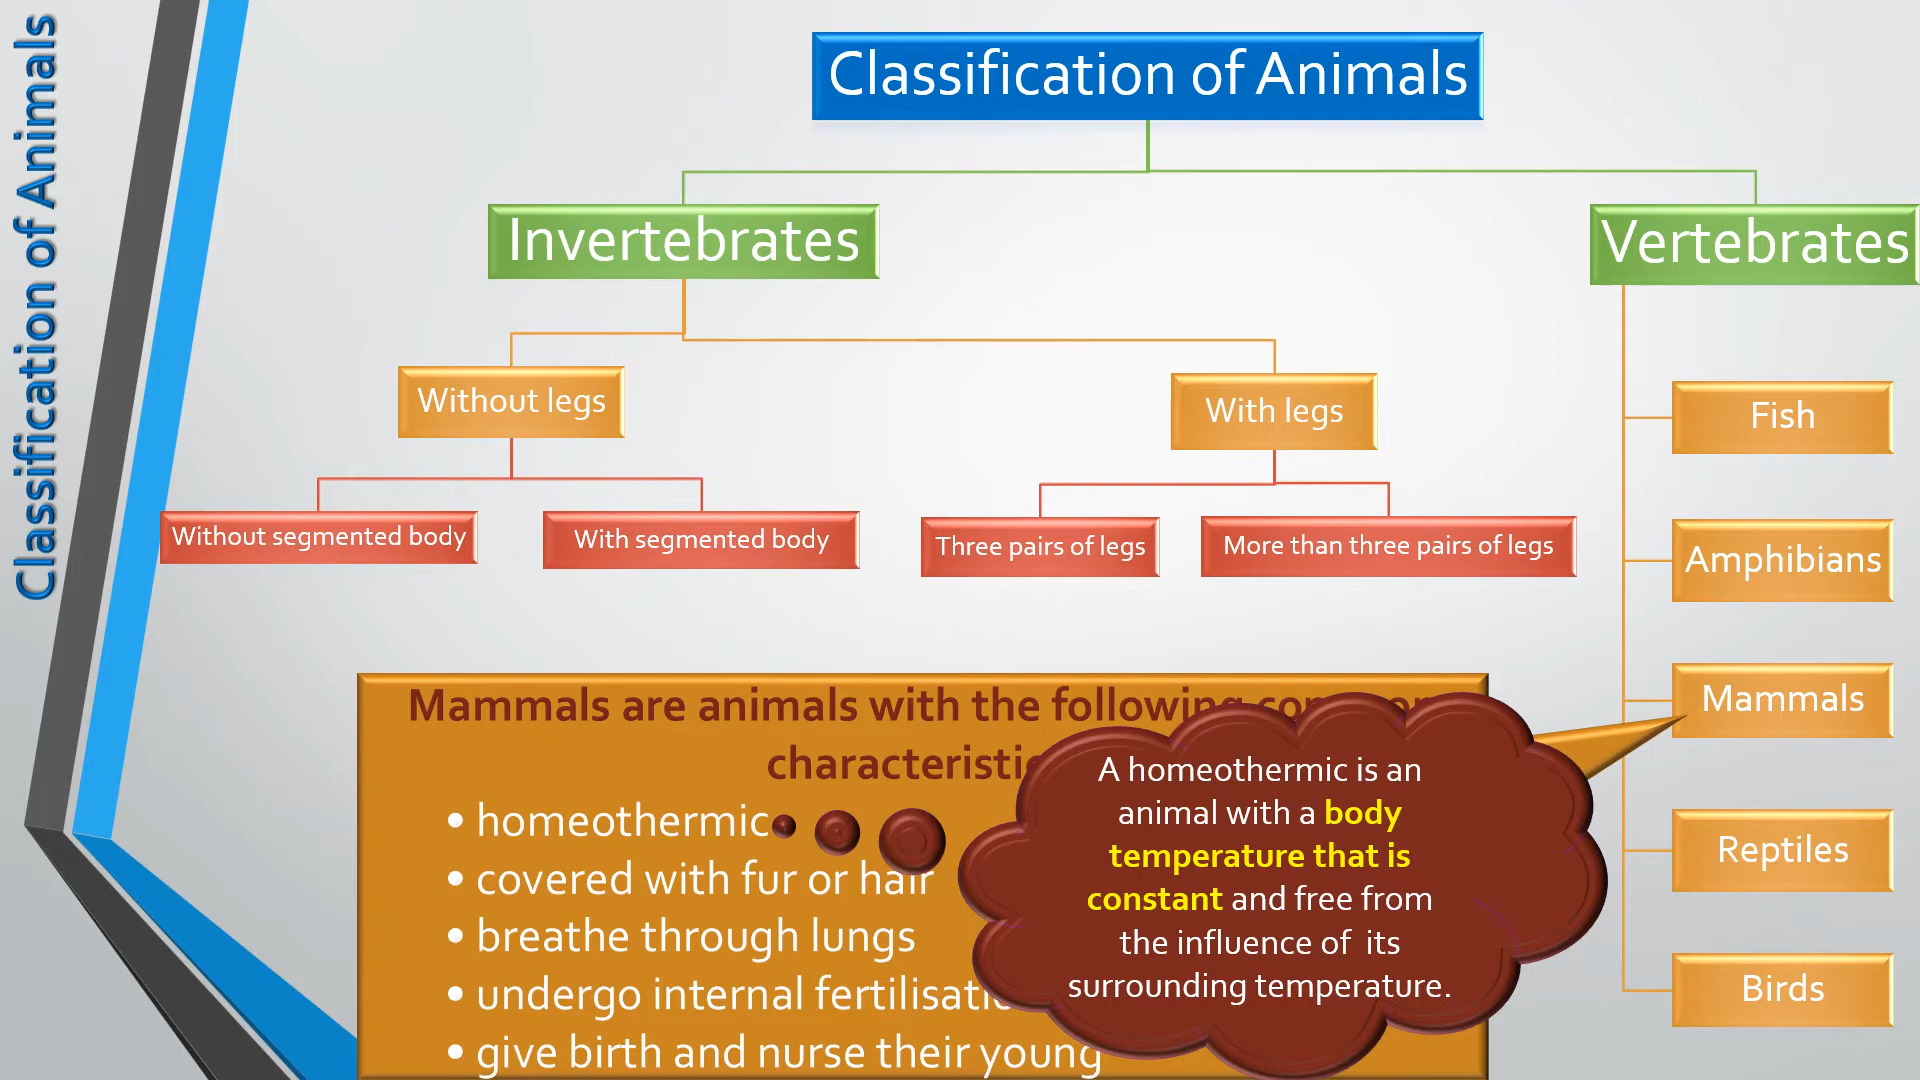 Classification of Animals
Classification of Animals
Invertebrates
Vertebrates
Without legs
With legs
Without segmented body
With segmented body
Three pairs of legs
More than three pairs of legs
Fish
Amphibians
Mammals
Reptiles
Birds
Mammals are animals with the following
• homeothermic
• covered with fur or hair
• breathe through lungs
• undergo internal
• give birth and nurse their young
A homeothermic is an
animal with a body
temperature that is
constant and free from
the influence of its
surrounding temperature.